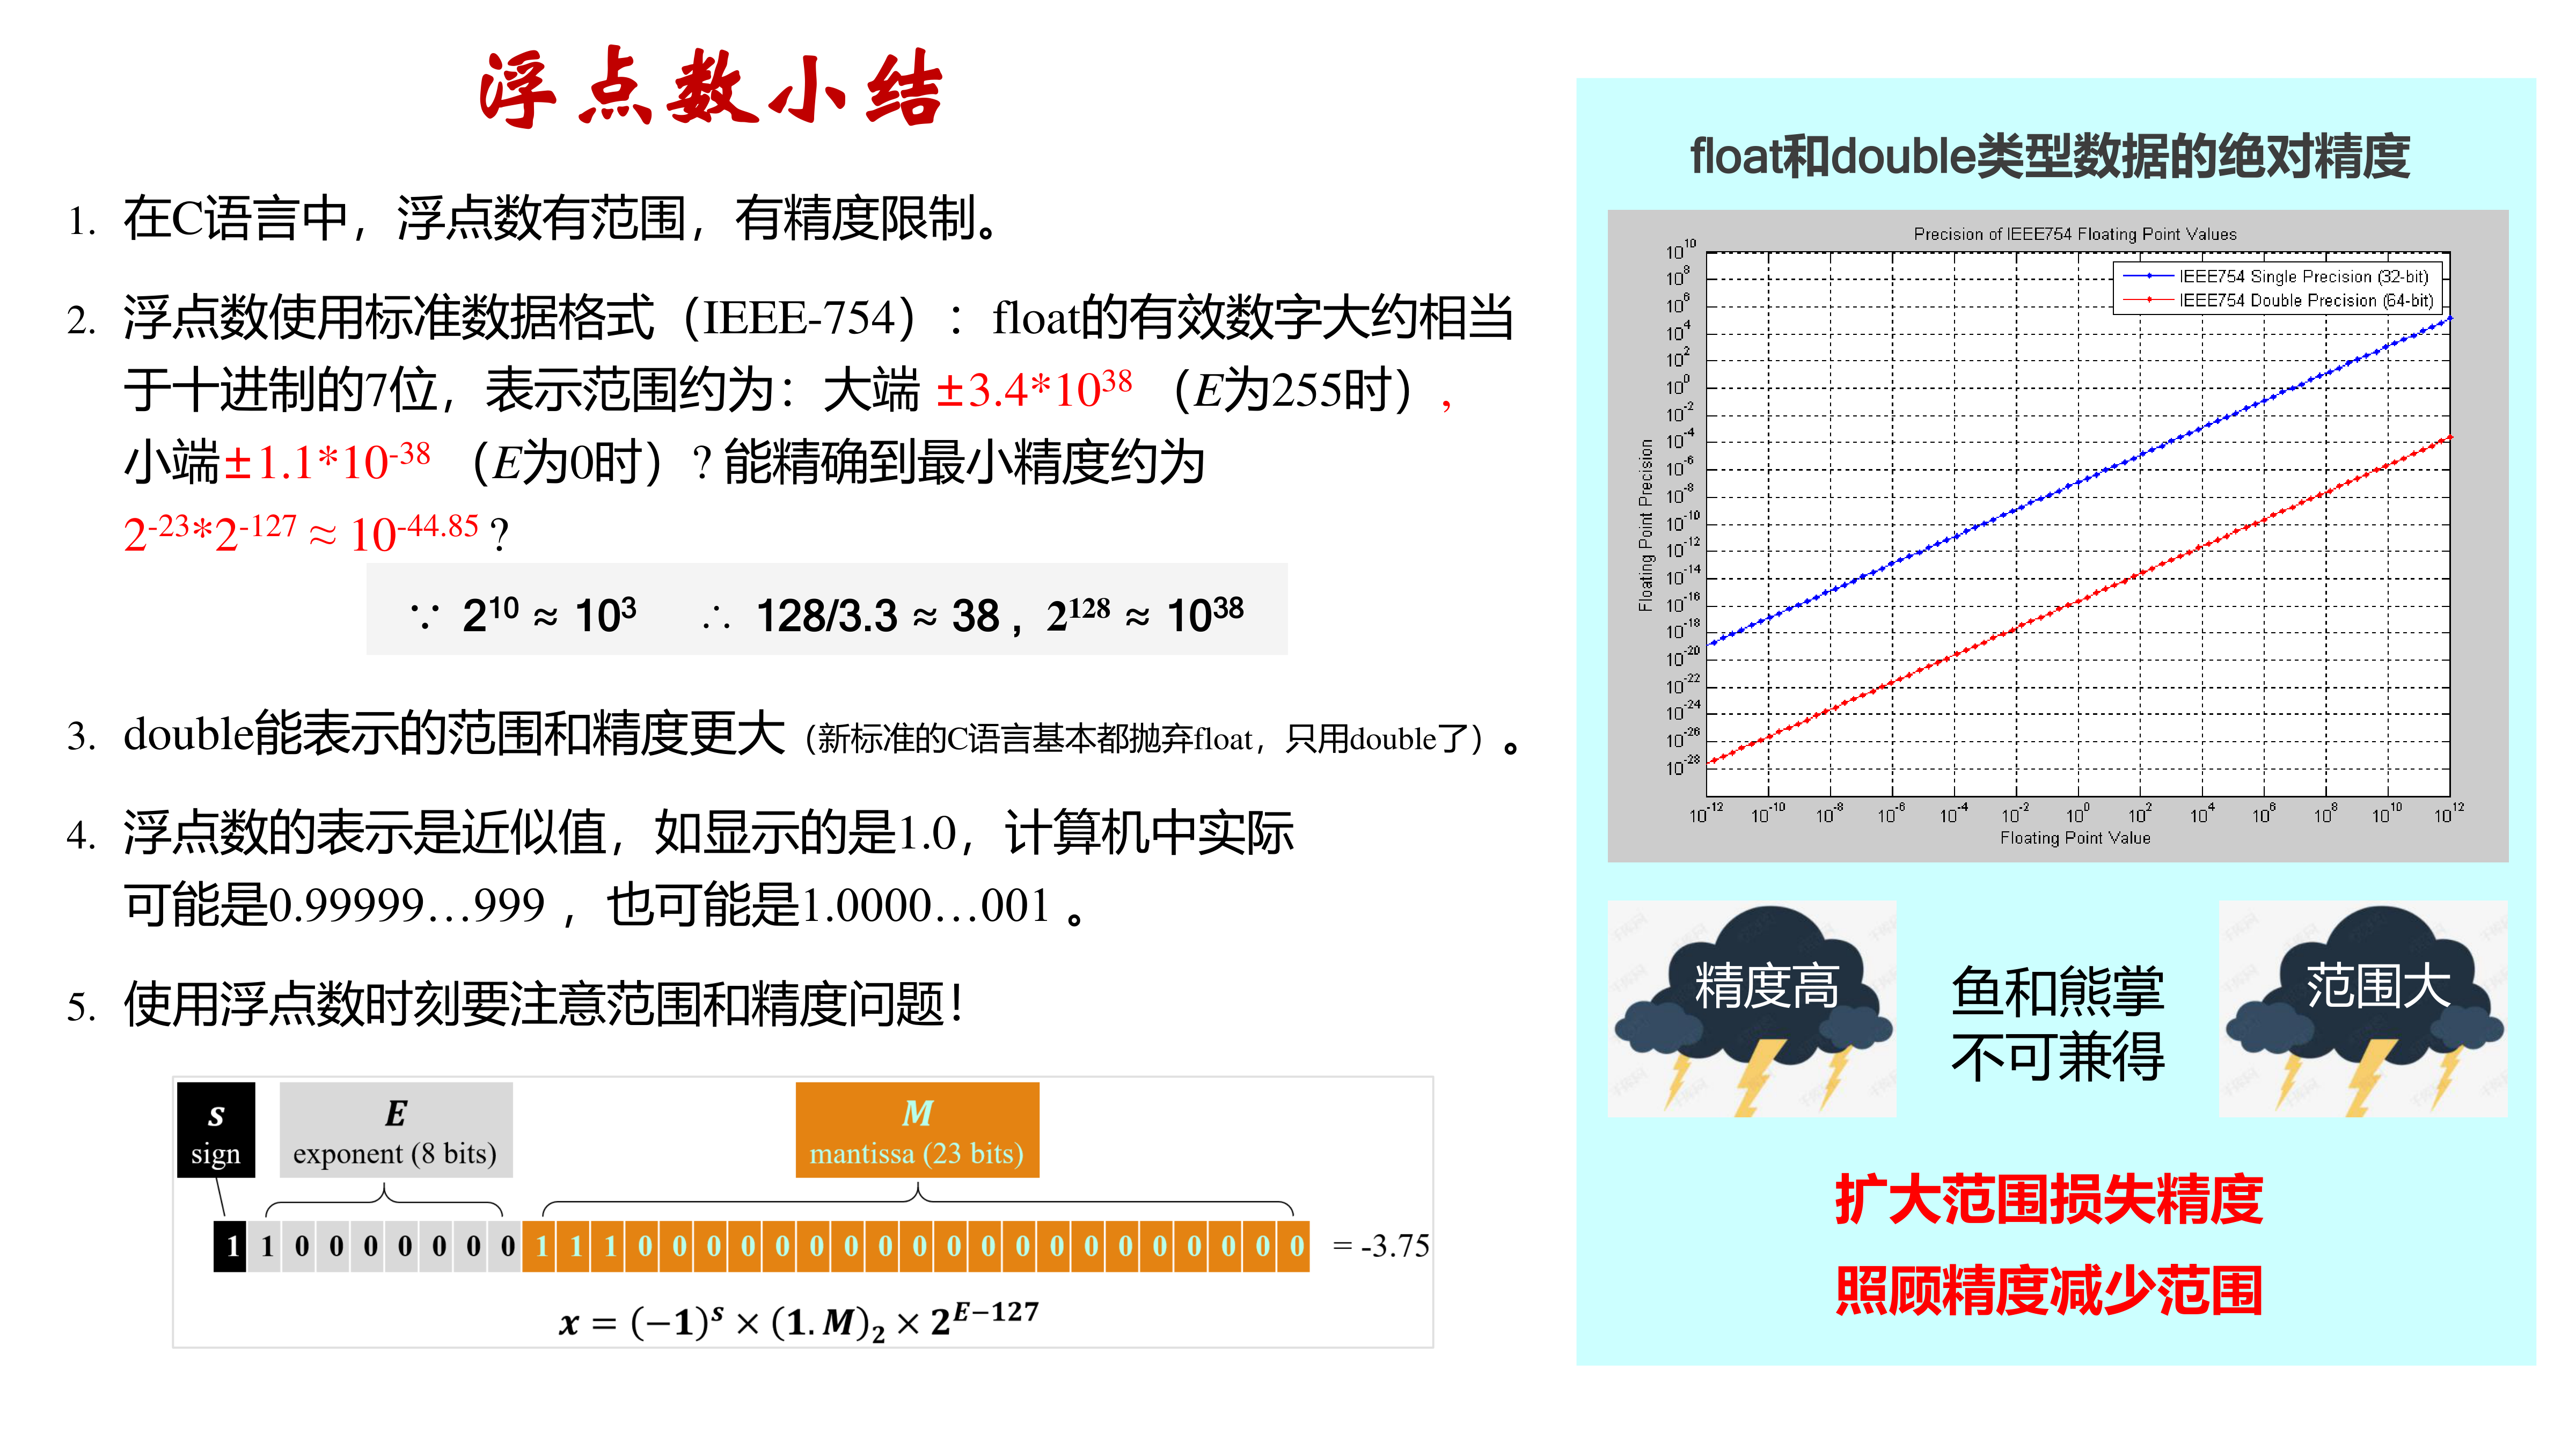 浮点数小结
1. 在C语言中，浮点数有范围，有精度限制。
2. 浮点数使用标准数据格式（IEEE-754）：float的有效数字大约相当
于十进制的7位，表示范围约为：大端 ±3.4*10^38 （E为255时），
小端±1.1*10^-38 （E为0时）? 能精确到最小精度约为
2^-23*2^-127 ≈ 10^-44.85 ?
∵ 2^10 ≈ 10^3 ∴ 128/3.3 ≈ 38 , 2^128 ≈ 10^38
3. double能表示的范围和精度更大（新标准的C语言基本都抛弃float，只用double了）。
4. 浮点数的表示是近似值，如显示的是1.0，计算机中实际
可能是0.99999…999 ，也可能是1.0000…001 。
5. 使用浮点数时刻要注意范围和精度问题！
s
sign
E
exponent (8 bits)
M
mantissa (23 bits)
1 1 0 0 0 0 0 0 0 1 1 1 0 0 0 0 0 0 0 0 0 0 0 0 0 0 0 0 0 0 0 0 = -3.75
x = (−1)^s × (1.M)_2 × 2^E−127
float和double类型数据的绝对精度
Precision of IEEE754 Floating Point Values
IEEE754 Single Precision (32-bit)
IEEE754 Double Precision (64-bit)
Floating Point Precision
10^10
10^8
10^6
10^4
10^2
10^0
10^-2
10^-4
10^-6
10^-8
10^-10
10^-12
10^-14
10^-16
10^-18
10^-20
10^-22
10^-24
10^-26
10^-28
10^-12 10^-10 10^-8 10^-6 10^-4 10^-2 10^0 10^2 10^4 10^6 10^8 10^10 10^12
Floating Point Value
精度高
鱼和熊掌
不可兼得
范围大
扩大范围损失精度
照顾精度减少范围